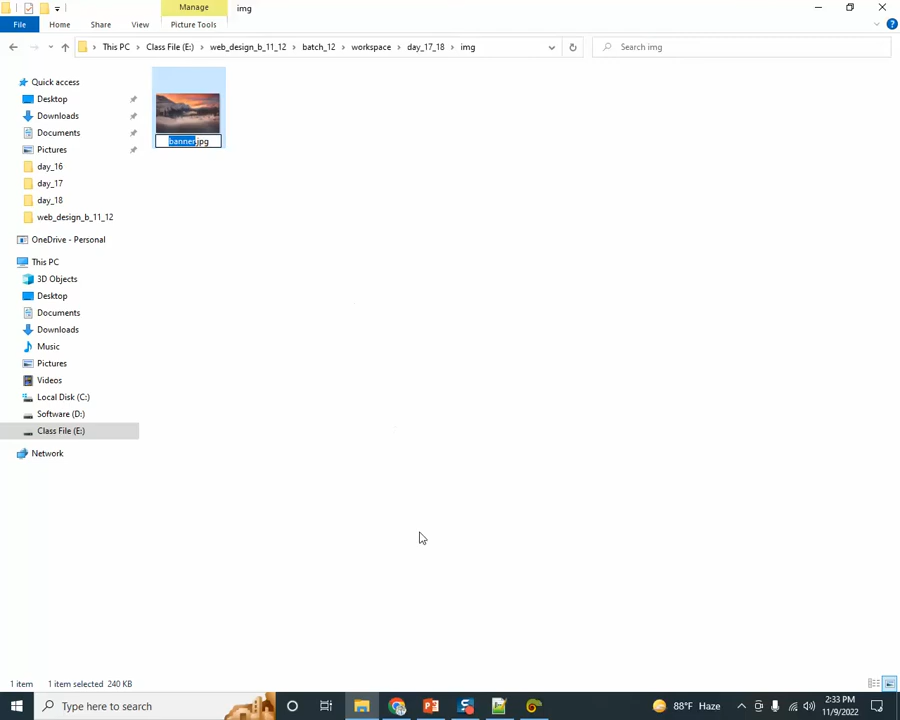 Manage
img
File
Home
Share
View
Picture Tools
This PC
Class File (E:)
web_design_b_11_12
batch_12
workspace
day_17_18
img
Search img
Quick access
Desktop
Downloads
Documents
Pictures
day_16
day_17
day_18
web_design_b_11_12
OneDrive - Personal
This PC
3D Objects
Desktop
Documents
Downloads
Music
Pictures
Videos
Local Disk (C:)
Software (D:)
Class File (E:)
Network
banner.jpg
1 item
1 item selected 240 KB
Type here to search
88°F Haze
2:33 PM
11/9/2022